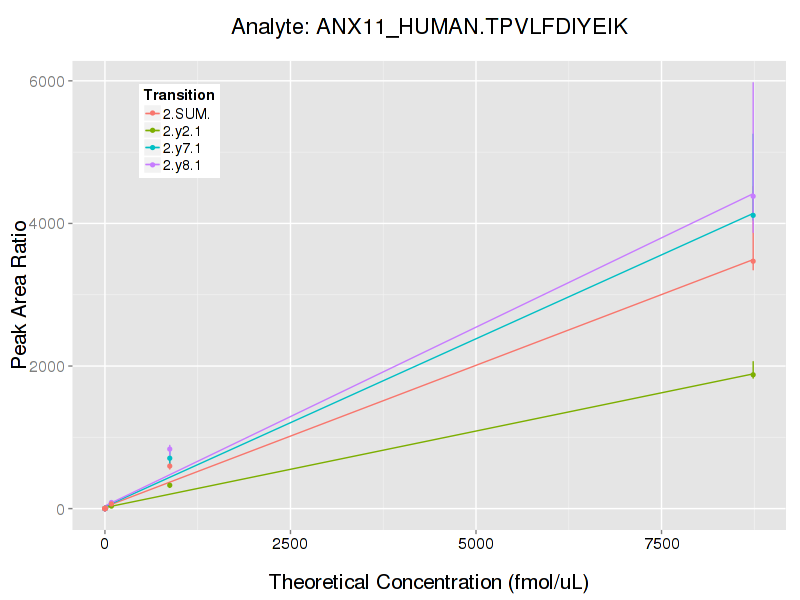 Analyte: ANX11_HUMAN.TPVLFDIYEIK
6000
4000
2000
0
Peak Area Ratio
Transition
2.SUM.
2.y2.1
2.y7.1
2.y8.1
0 2500 5000 7500
Theoretical Concentration (fmol/uL)